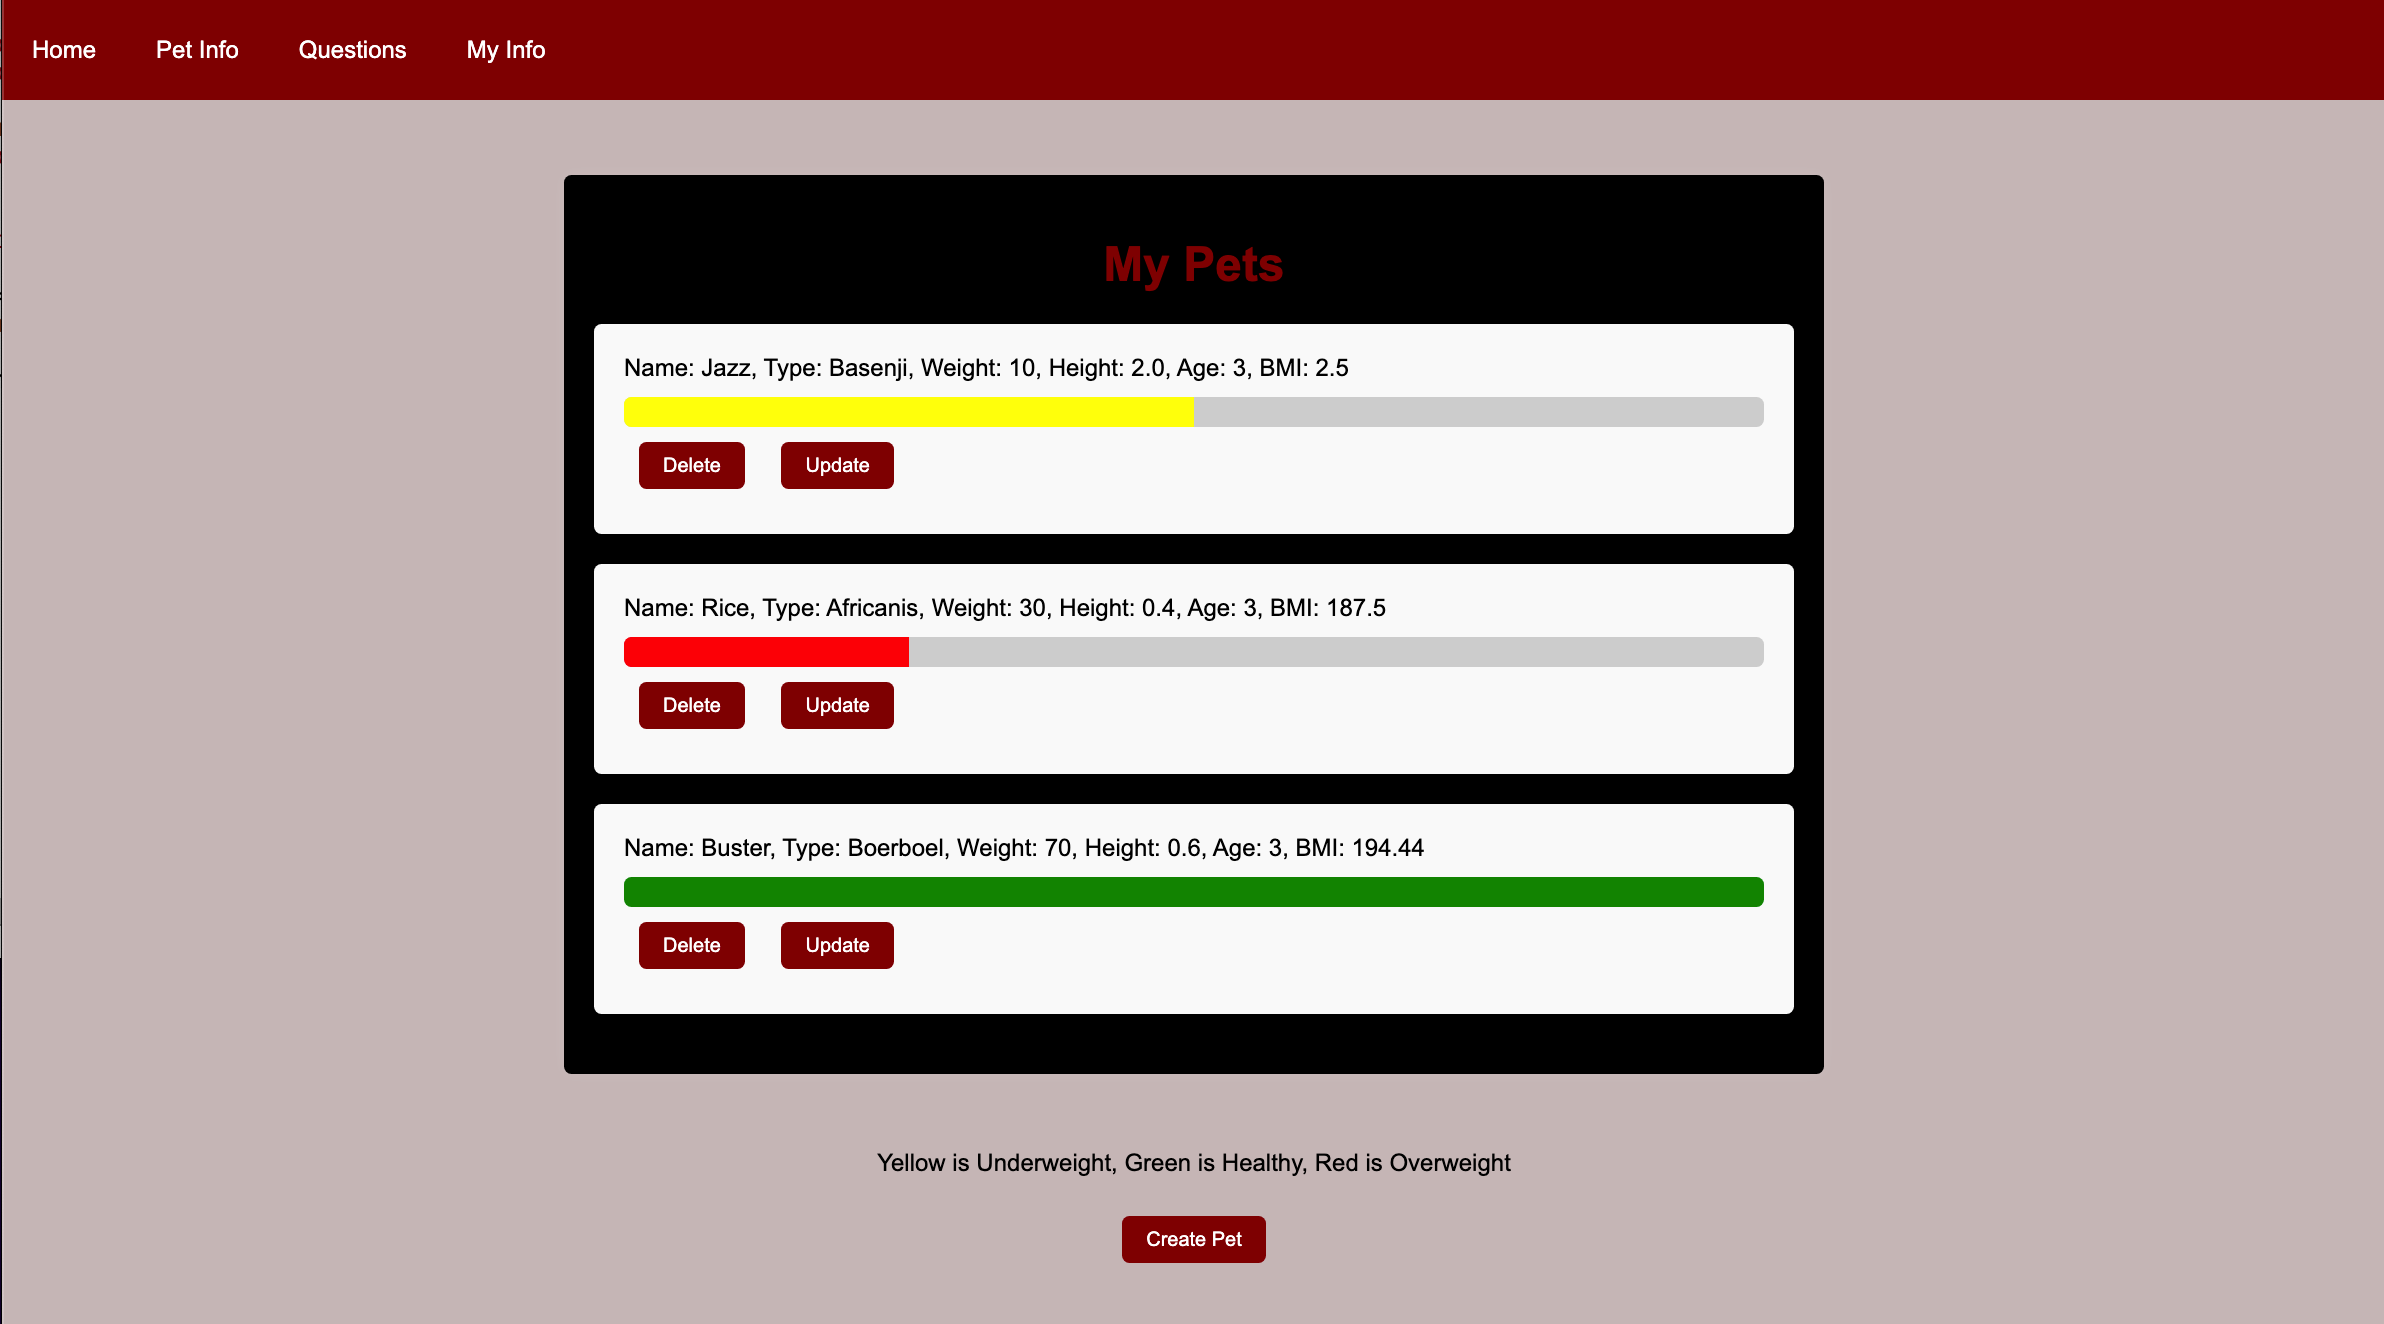 Home Pet Info Questions My Info
My Pets
Name: Jazz, Type: Basenji, Weight: 10, Height: 2.0, Age: 3, BMI: 2.5
Delete Update
Name: Rice, Type: Africanis, Weight: 30, Height: 0.4, Age: 3, BMI: 187.5
Delete Update
Name: Buster, Type: Boerboel, Weight: 70, Height: 0.6, Age: 3, BMI: 194.44
Delete Update
Yellow is Underweight, Green is Healthy, Red is Overweight
Create Pet